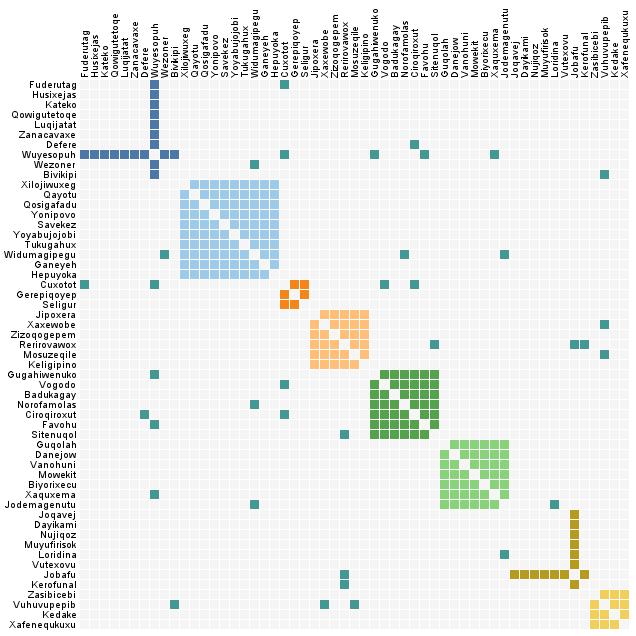 Fuderutag
Husixejas
Kateko
Qowigutetoqe
Luqijatat
Zanacavaxe
Defere
Wuyesopuh
Wezoner
Bivikipi
Xilojiwuxeg
Qayotu
Qosigafadu
Yonipovo
Savekez
Yoyabujojobi
Tukugahux
Widumagipegu
Ganeyeh
Hepuyoka
Cuxotot
Gerepiqoyep
Seligur
Jipoxera
Xaxewobe
Zizoqogepem
Rerirovawox
Mosuzeqile
Keligipino
Gugahiwenuko
Vogodo
Badukagay
Norofamolas
Ciroqiroxut
Favohu
Sitenuqol
Guqolah
Danejow
Vanohuni
Mowekit
Biyorixecu
Xaquxema
Jodemagenutu
Joqavej
Dayikami
Nujiqoz
Muyufirisok
Loridina
Vutexovu
Jobafu
Kerofunal
Zasibicebi
Vuhuvupepib
Kedake
Xafenequkuxu
Fuderutag
Husixejas
Kateko
Qowigutetoqe
Luqijatat
Zanacavaxe
Defere
Wuyesopuh
Wezoner
Bivikipi
Xilojiwuxeg
Qayotu
Qosigafadu
Yonipovo
Savekez
Yoyabujojobi
Tukugahux
Widumagipegu
Ganeyeh
Hepuyoka
Cuxotot
Gerepiqoyep
Seligur
Jipoxera
Xaxewobe
Zizoqogepem
Rerirovawox
Mosuzeqile
Keligipino
Gugahiwenuko
Vogodo
Badukagay
Norofamolas
Ciroqiroxut
Favohu
Sitenuqol
Guqolah
Danejow
Vanohuni
Mowekit
Biyorixecu
Xaquxema
Jodemagenutu
Joqavej
Dayikami
Nujiqoz
Muyufirisok
Loridina
Vutexovu
Jobafu
Kerofunal
Zasibicebi
Vuhuvupepib
Kedake
Xafenequkuxu